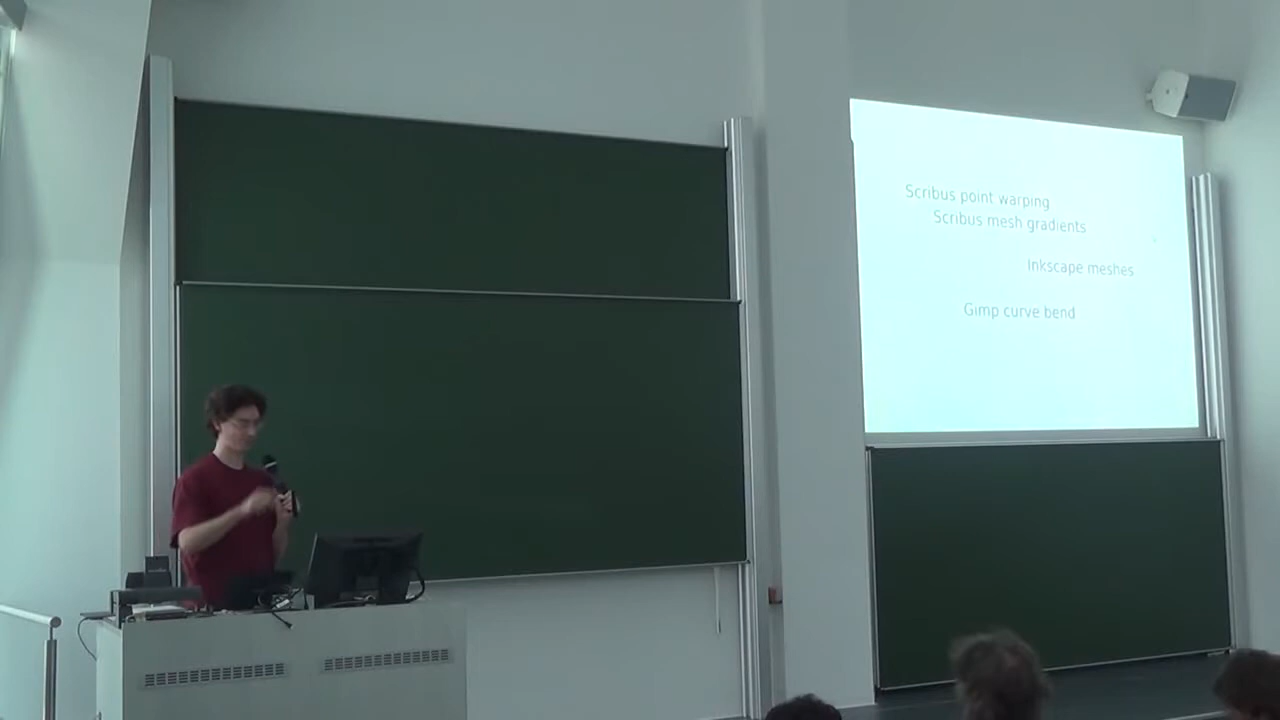 Scribus point warping
Scribus mesh gradients
Inkscape meshes
Gimp curve bend